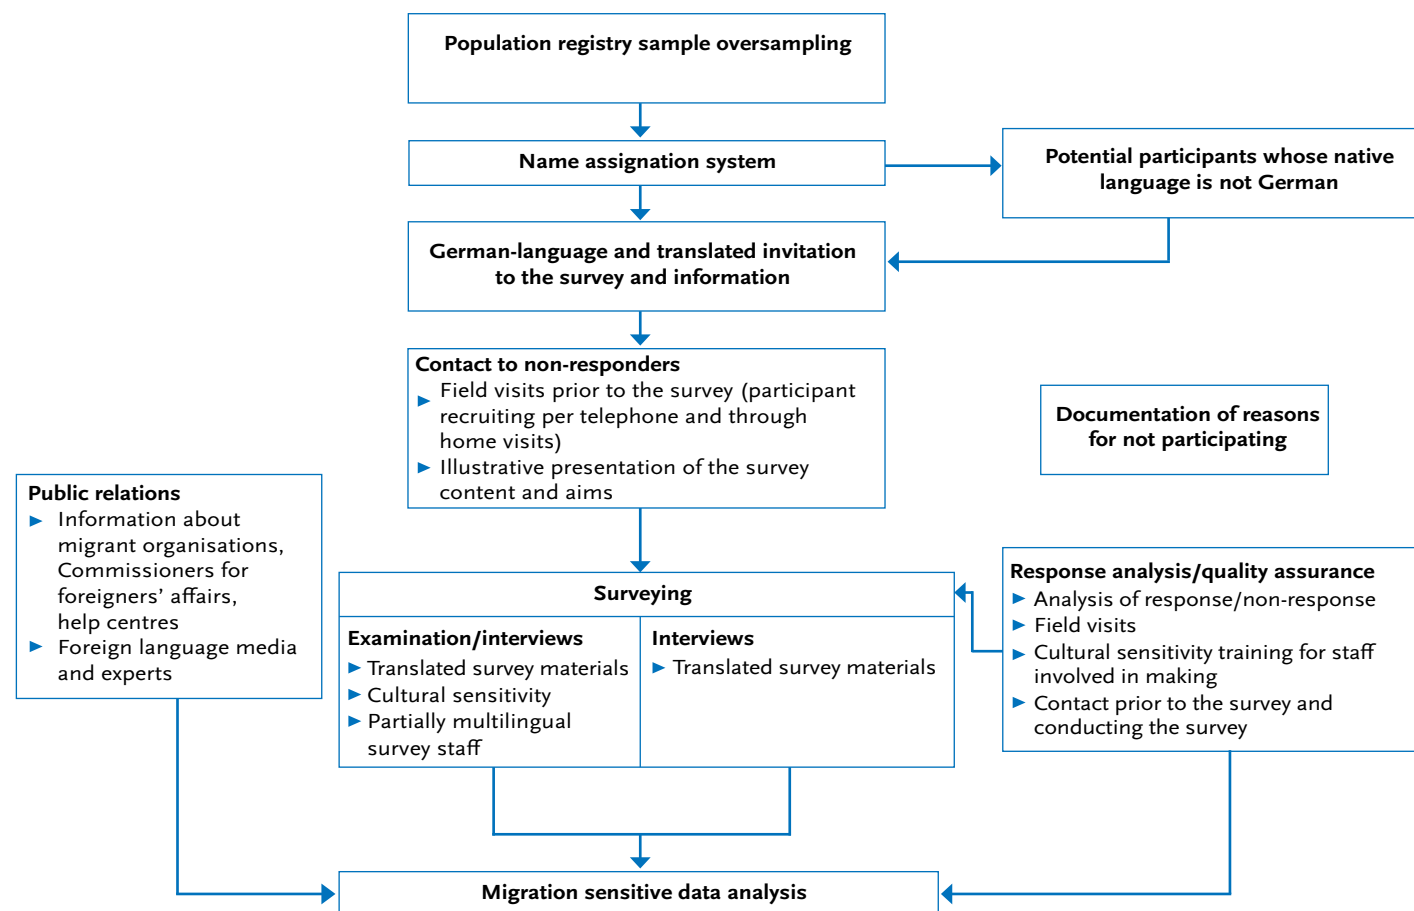 Population registry sample oversampling
Name assignation system
Potential participants whose native
language is not German
German-language and translated invitation
to the survey and information
Contact to non-responders
► Field visits prior to the survey (participant
recruiting per telephone and through
home visits)
► Illustrative presentation of the survey
content and aims
Documentation of reasons
for not participating
Public relations
► Information about
migrant organisations,
Commissioners for
foreigners’ affairs,
help centres
► Foreign language media
and experts
Surveying
Examination/interviews
► Translated survey materials
► Cultural sensitivity
► Partially multilingual
survey staff
Interviews
► Translated survey materials
Response analysis/quality assurance
► Analysis of response/non-response
► Field visits
► Cultural sensitivity training for staff
involved in making
► Contact prior to the survey and
conducting the survey
Migration sensitive data analysis